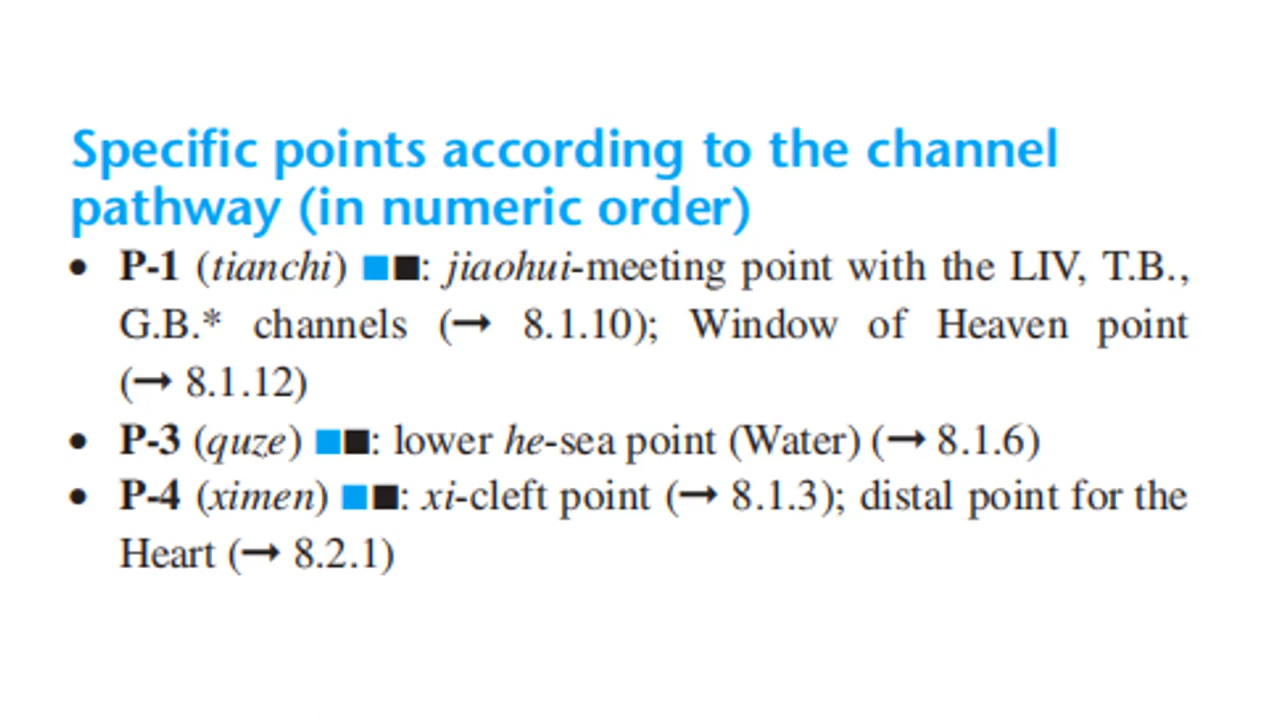 Specific points according to the channel
pathway (in numeric order)
• P-1 (tianchi) ■■: jiaohui-meeting point with the LIV, T.B.,
G.B.* channels (→ 8.1.10); Window of Heaven point
(→ 8.1.12)
• P-3 (quze) ■■: lower he-sea point (Water) (→ 8.1.6)
• P-4 (ximen) ■■: xi-cleft point (→ 8.1.3); distal point for the
Heart (→ 8.2.1)